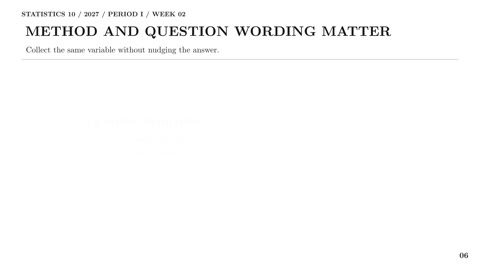 STATISTICS 10 / 2027 / PERIOD I / WEEK 02
METHOD AND QUESTION WORDING MATTER
Collect the same variable without nudging the answer.
06